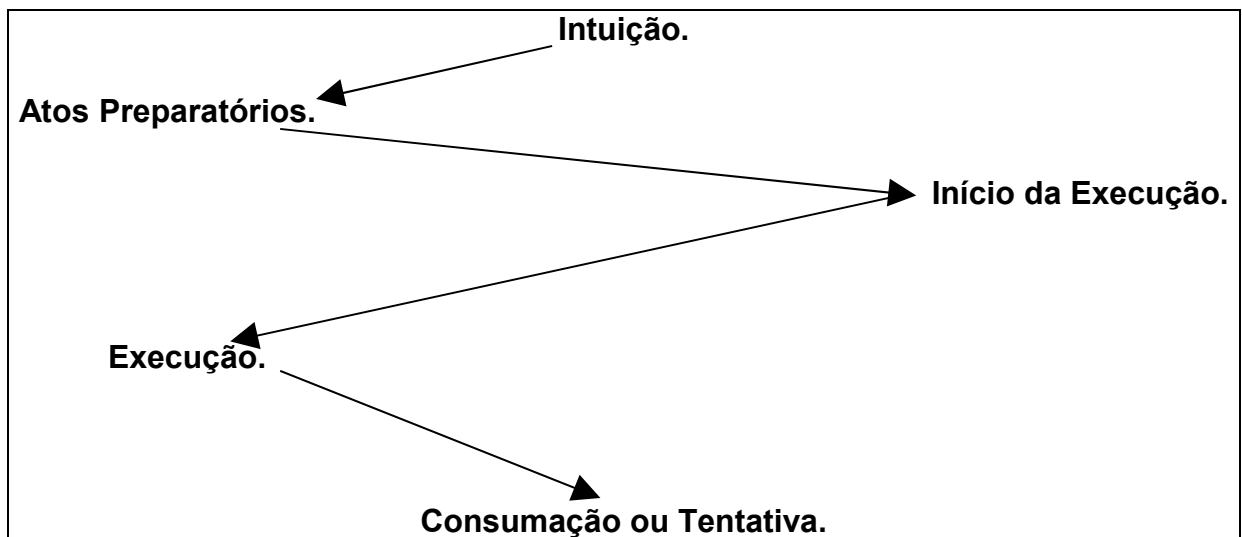 Intuição.
Atos Preparatórios.
Início da Execução.
Execução.
Consumação ou Tentativa.